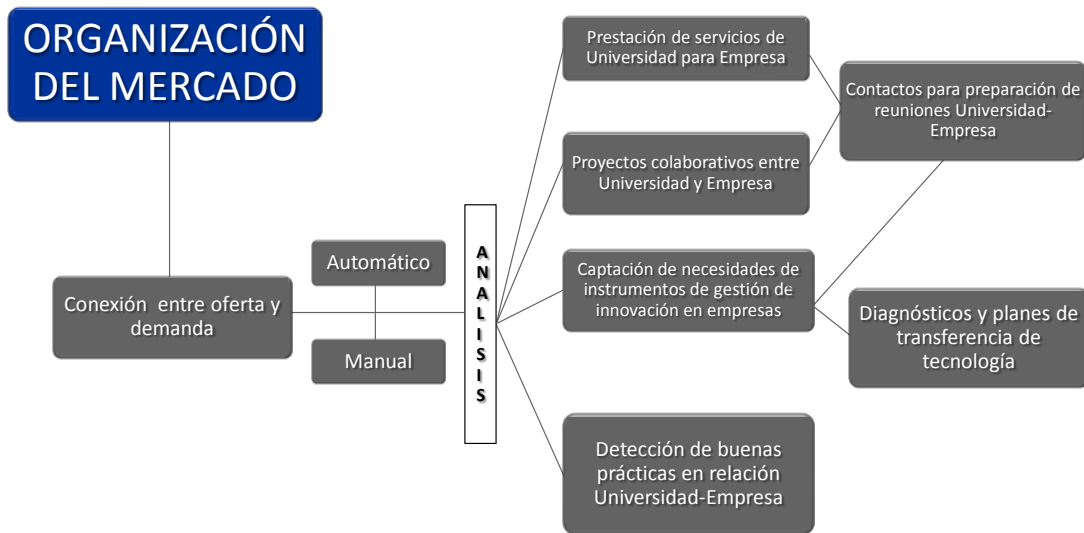 ORGANIZACIÓN
DEL MERCADO
Conexión entre oferta y
demanda
Automático
Manual
ANALISIS
Prestación de servicios de
Universidad para Empresa
Proyectos colaborativos entre
Universidad y Empresa
Captación de necesidades de
instrumentos de gestión de
innovación en empresas
Detección de buenas
prácticas en relación
Universidad-Empresa
Contactos para preparación de
reuniones Universidad-
Empresa
Diagnósticos y planes de
transferencia de
tecnología